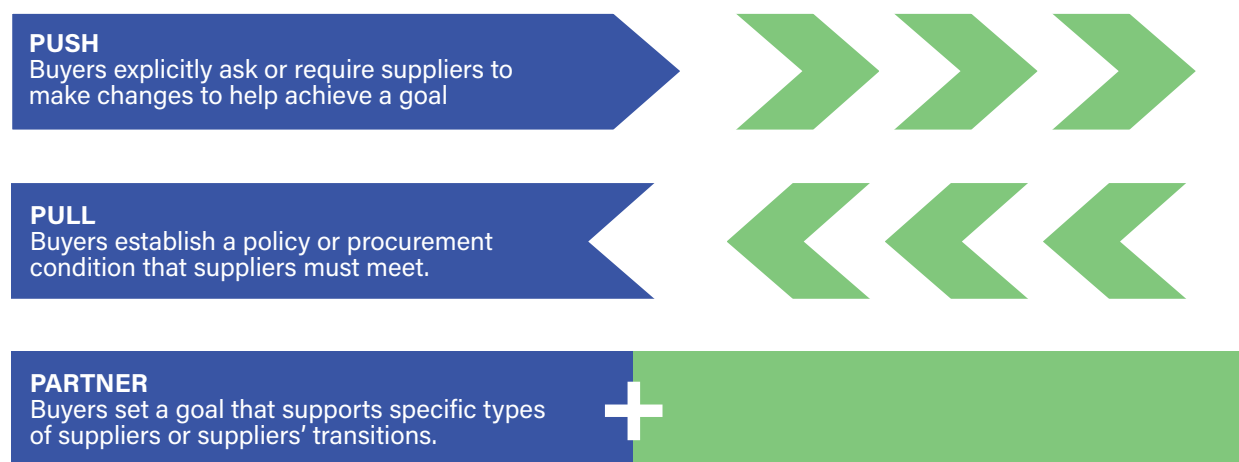 PUSH
Buyers explicitly ask or require suppliers to
make changes to help achieve a goal
PULL
Buyers establish a policy or procurement
condition that suppliers must meet.
PARTNER
Buyers set a goal that supports specific types
of suppliers or suppliers’ transitions.